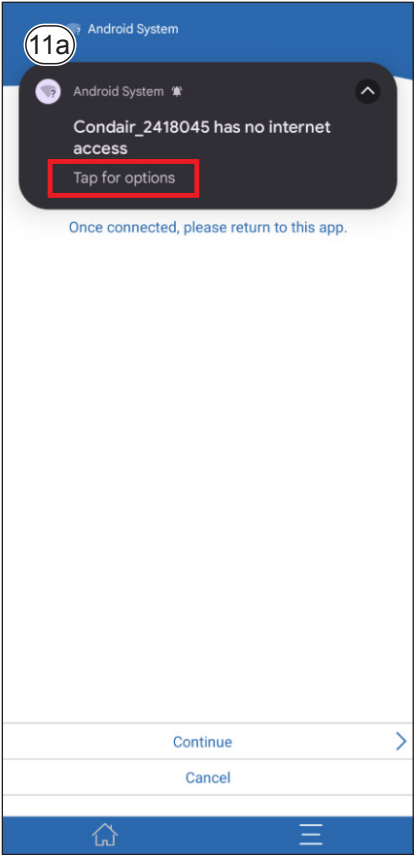 Android System
11a
Android System
Condair_2418045 has no internet
access
Tap for options
Once connected, please return to this app.
Continue
Cancel